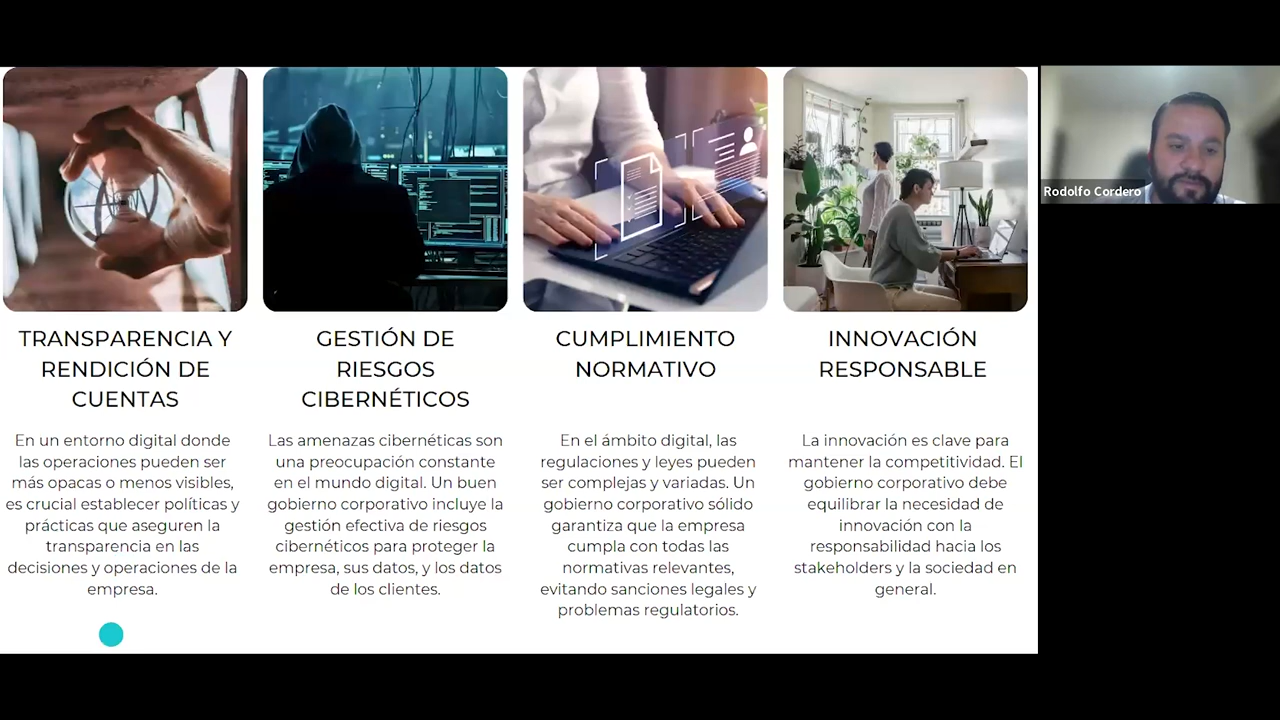 TRANSPARENCIA Y
RENDICIÓN DE
CUENTAS
En un entorno digital donde
las operaciones pueden ser
más opacas o menos visibles,
es crucial establecer políticas y
prácticas que aseguren la
transparencia en las
decisiones y operaciones de la
empresa.
GESTIÓN DE
RIESGOS
CIBERNÉTICOS
Las amenazas cibernéticas son
una preocupación constante
en el mundo digital. Un buen
gobierno corporativo incluye la
gestión efectiva de riesgos
cibernéticos para proteger la
empresa, sus datos, y los datos
de los clientes.
CUMPLIMIENTO
NORMATIVO
En el ámbito digital, las
regulaciones y leyes pueden
ser complejas y variadas. Un
gobierno corporativo sólido
garantiza que la empresa
cumpla con todas las
normativas relevantes,
evitando sanciones legales y
problemas regulatorios.
INNOVACIÓN
RESPONSABLE
La innovación es clave para
mantener la competitividad. El
gobierno corporativo debe
equilibrar la necesidad de
innovación con la
responsabilidad hacia los
stakeholders y la sociedad en
general.
Rodolfo Cordero